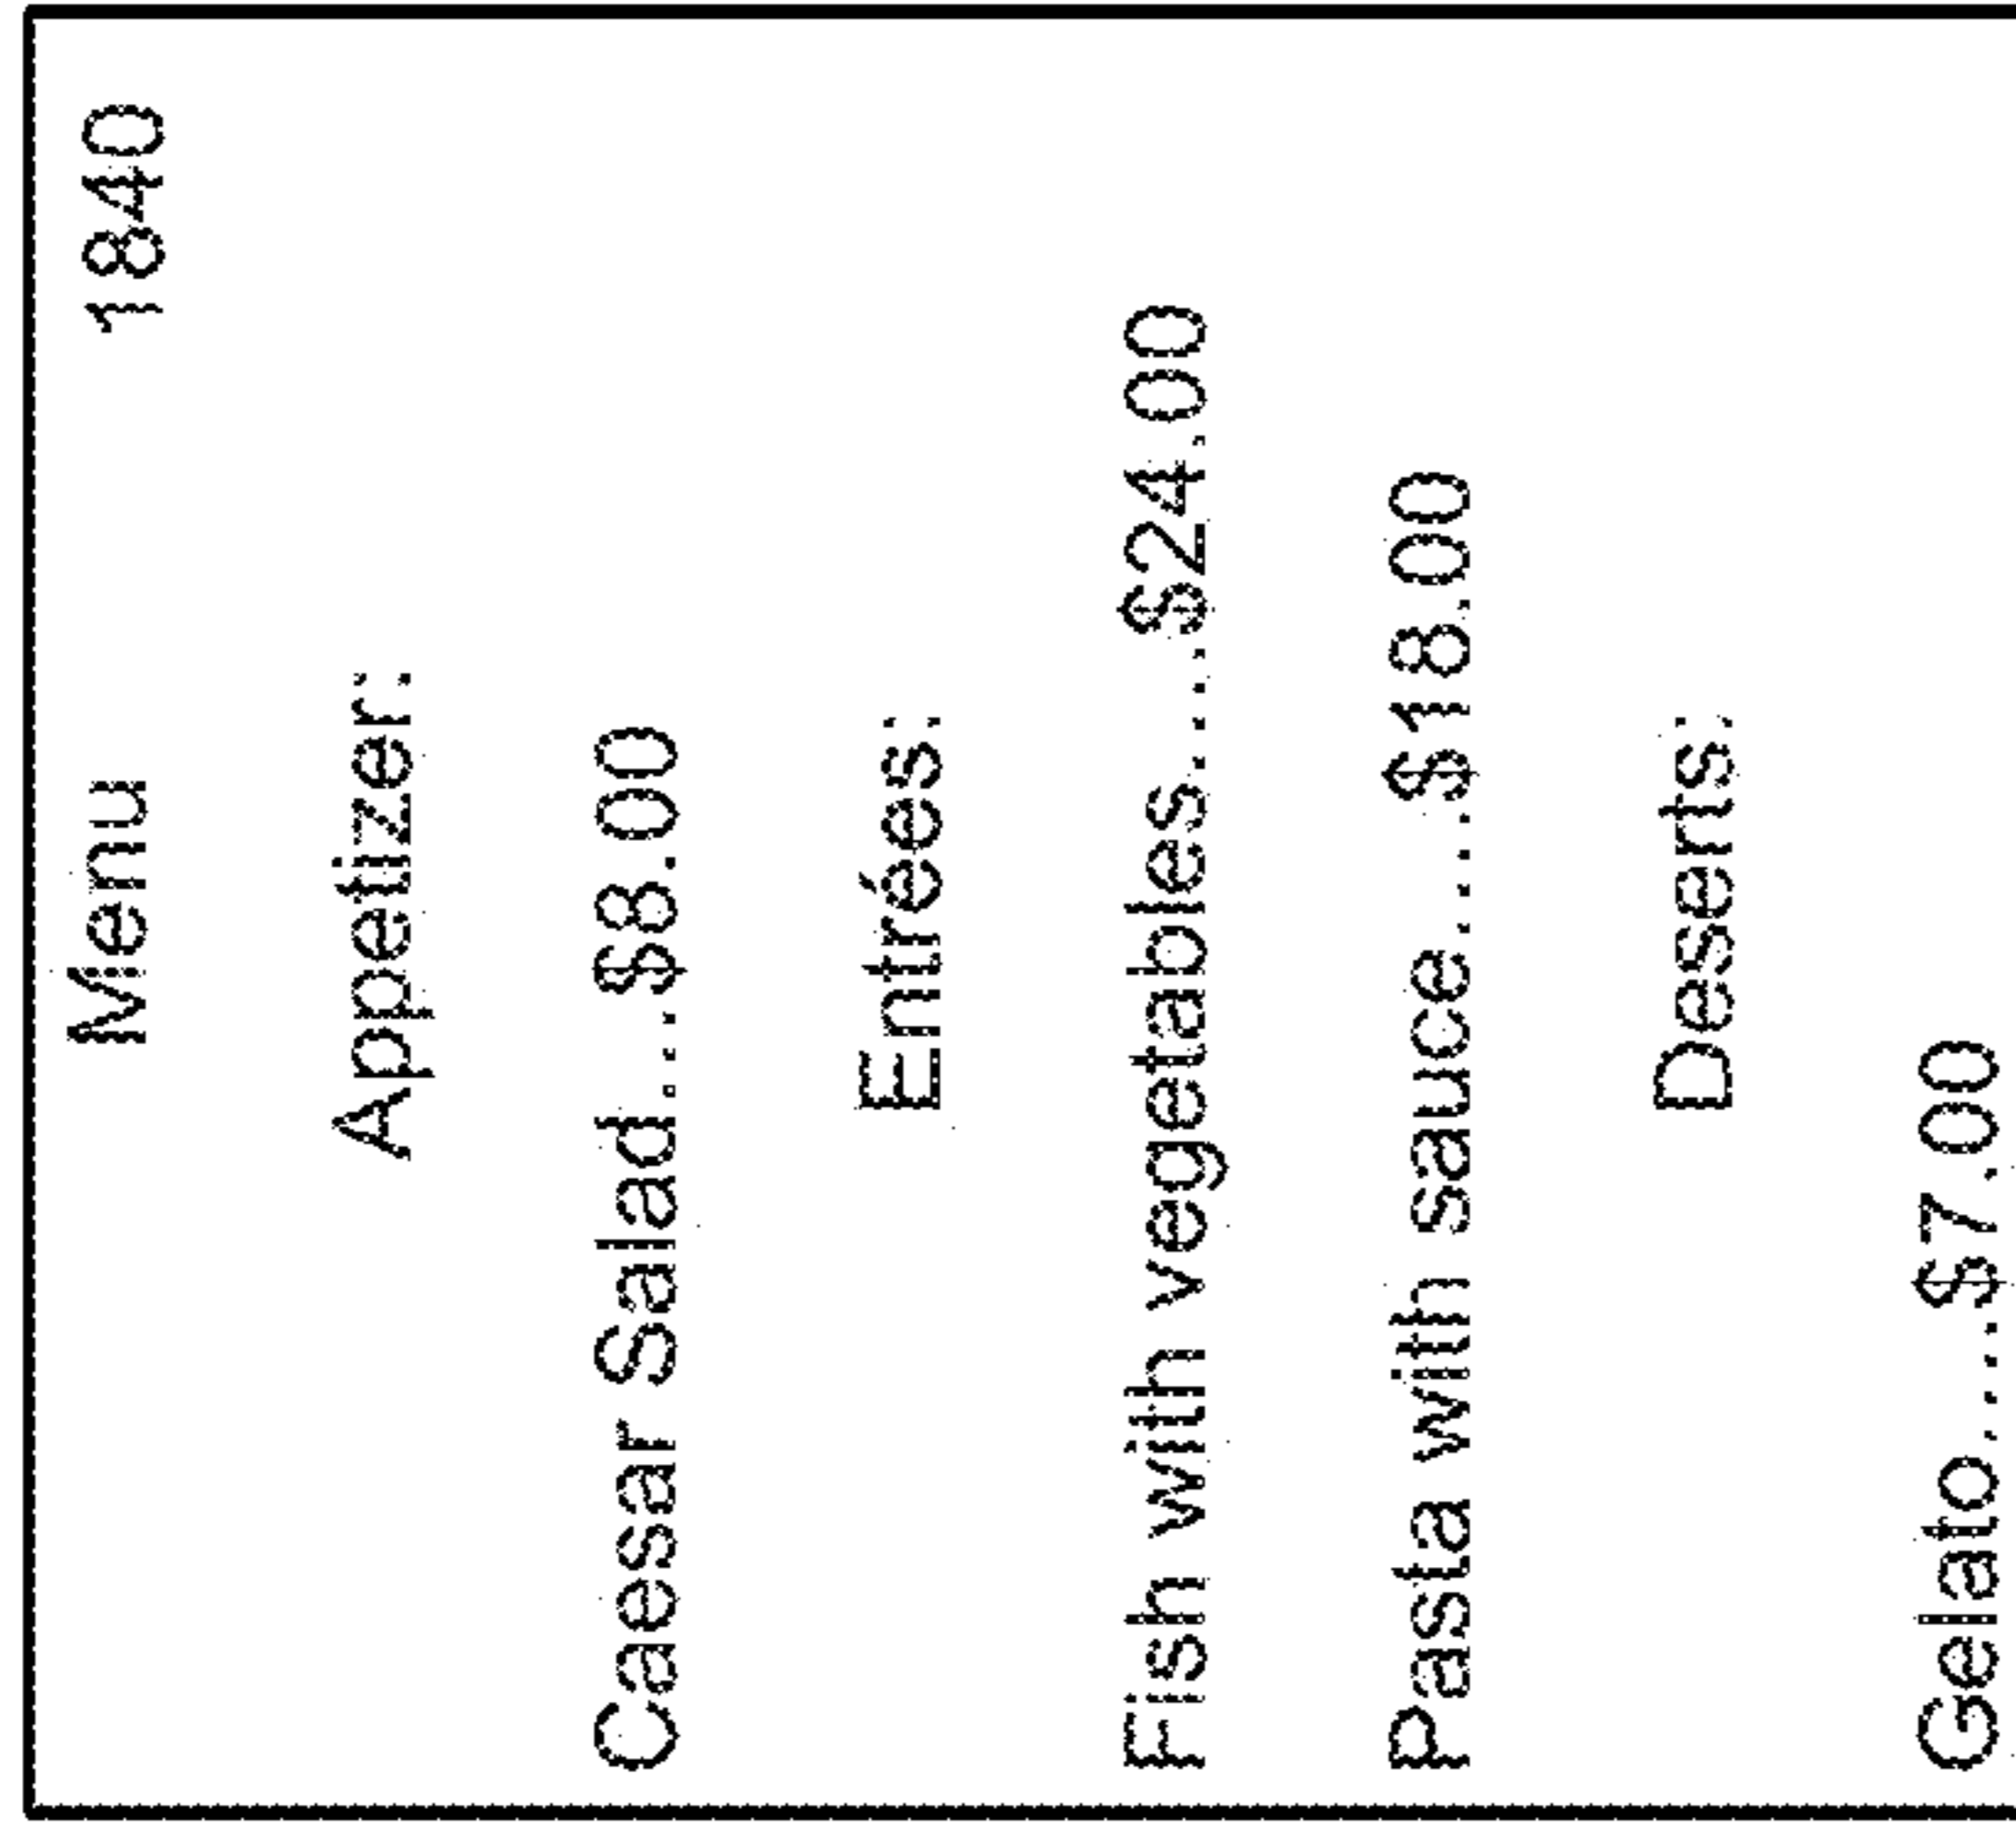 Menu 1840
Appetizer:
Caesar Salad...$8.00
Entrées:
Fish with vegetables.....$24.00
Pasta with sauce.....$18.00
Deserts:
Gelato.....$7.00